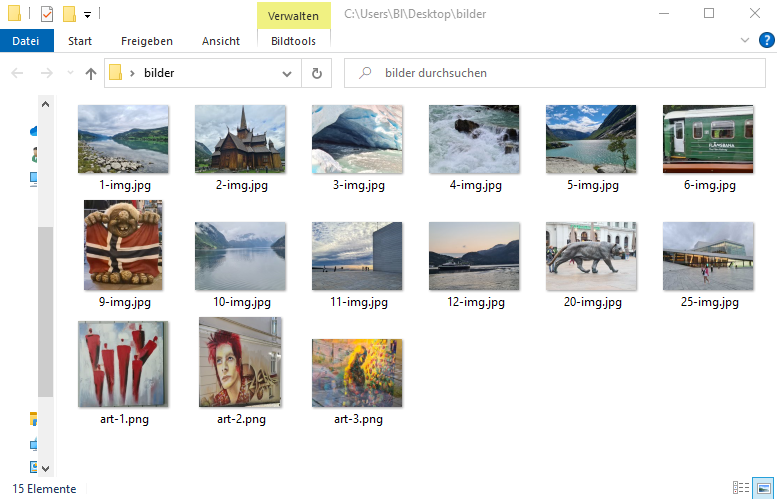 Verwalten
C:\Users\BI\Desktop\bilder
Datei Start Freigeben Ansicht Bildtools
bilder
bilder durchsuchen
1-img.jpg 2-img.jpg 3-img.jpg 4-img.jpg 5-img.jpg 6-img.jpg
9-img.jpg 10-img.jpg 11-img.jpg 12-img.jpg 20-img.jpg 25-img.jpg
art-1.png art-2.png art-3.png
15 Elemente